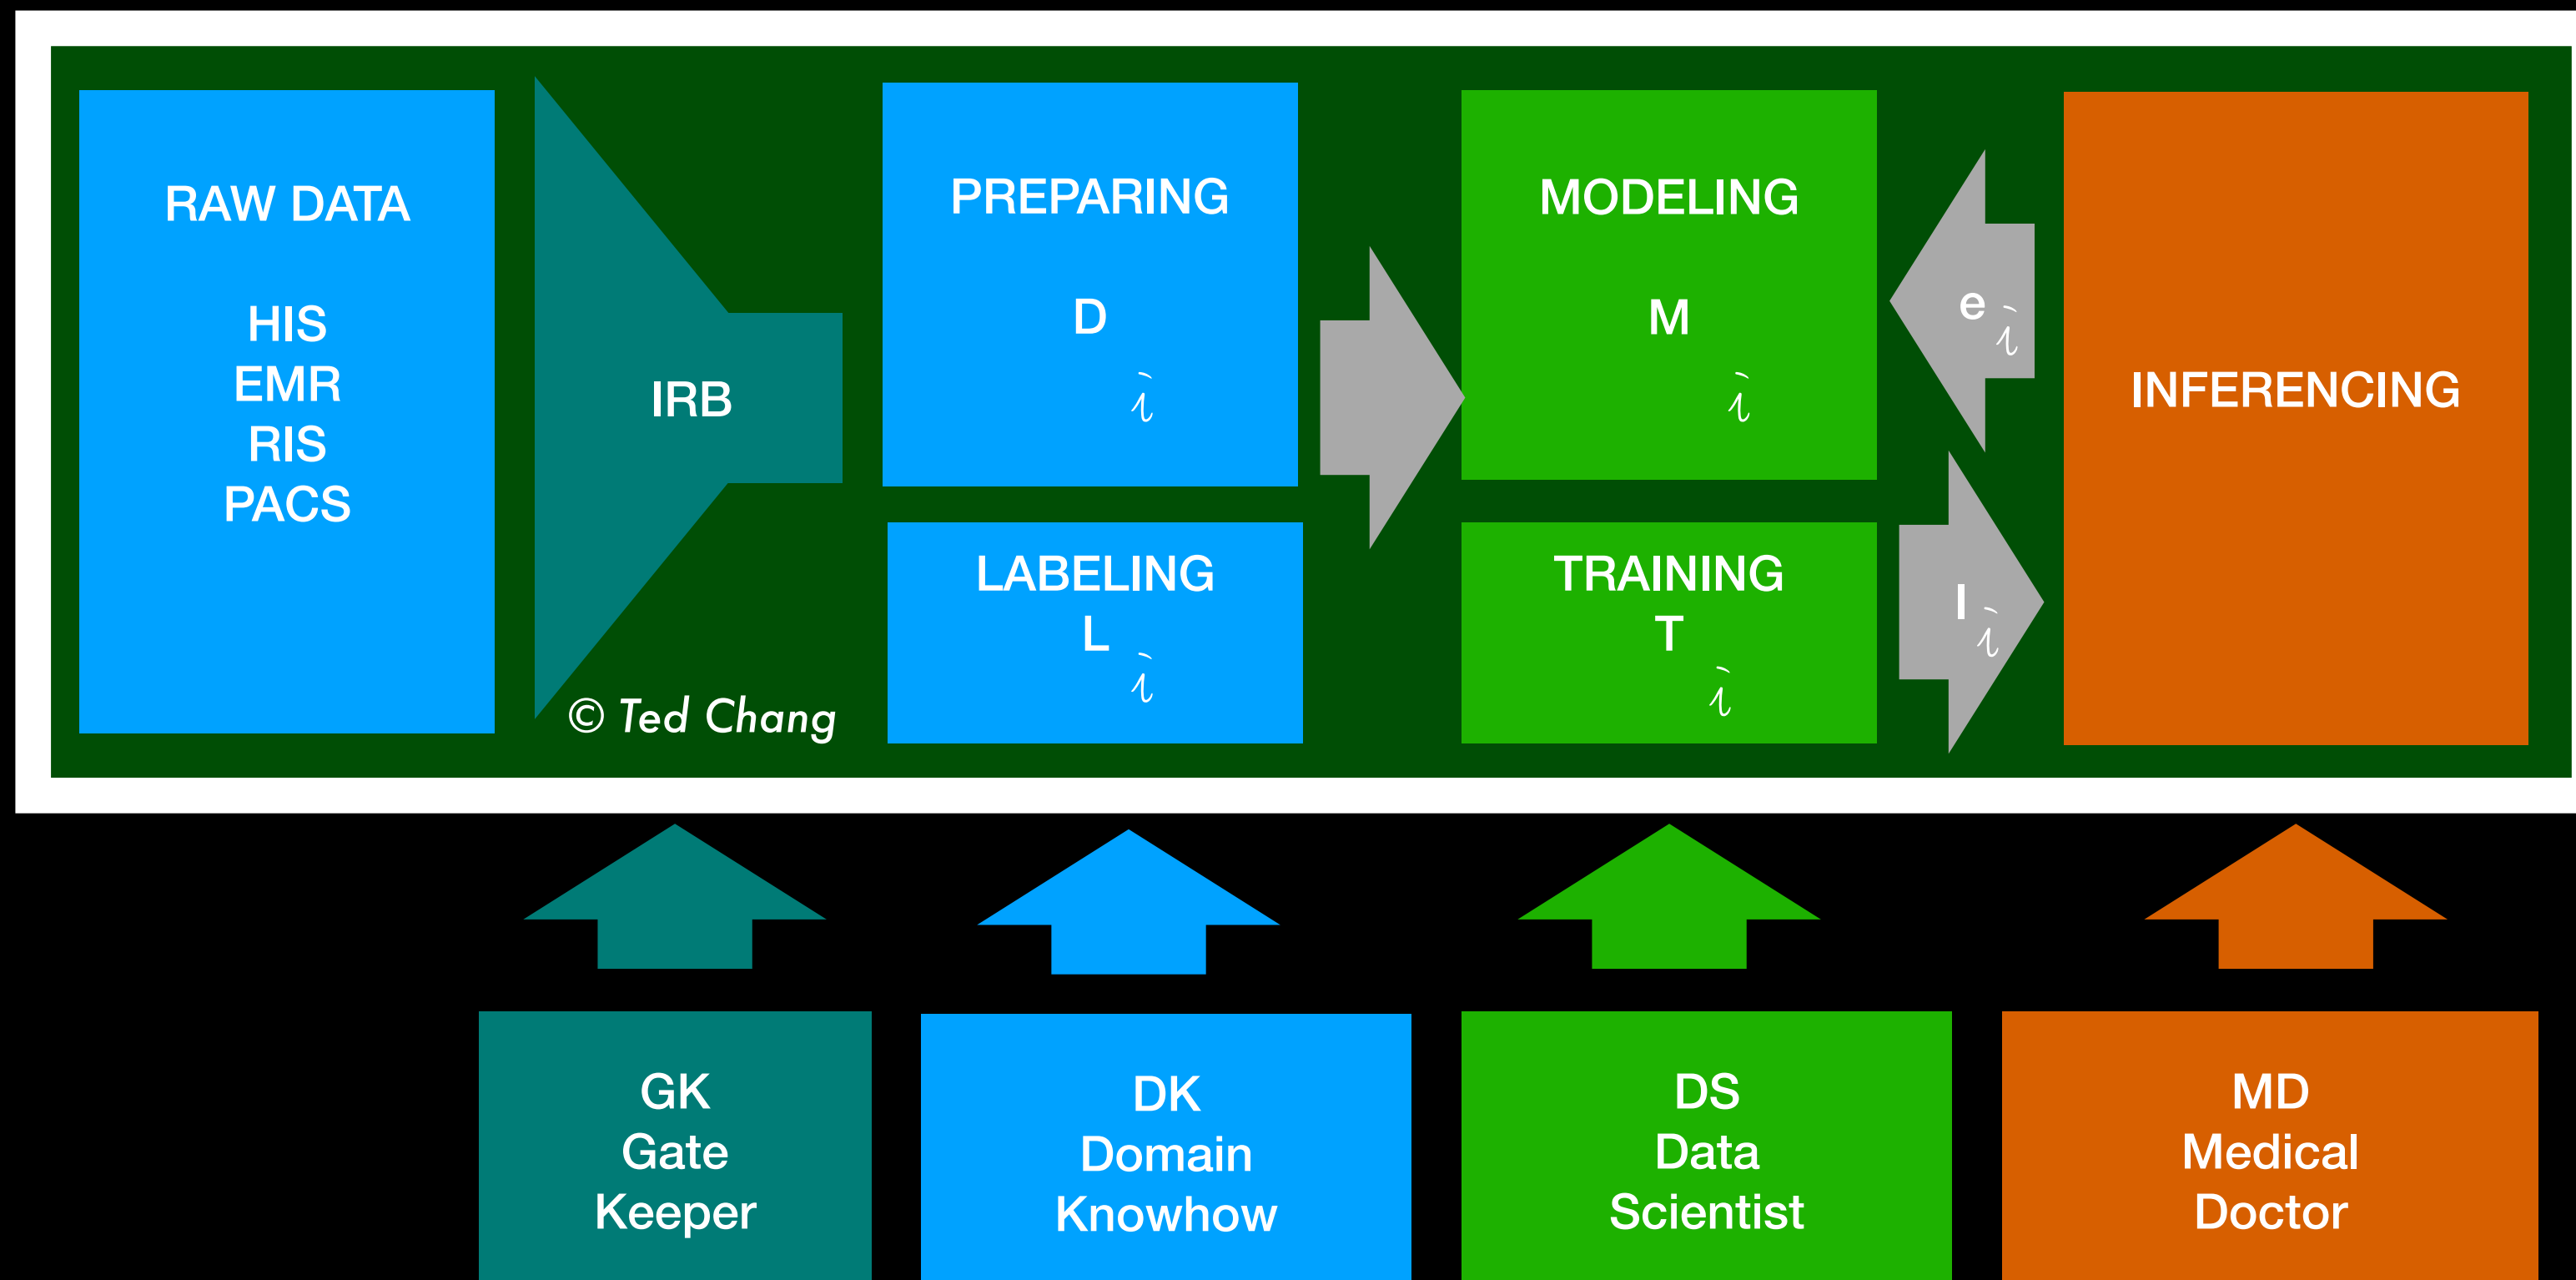 RAW DATA
HIS
EMR
RIS
PACS
IRB
© Ted Chang
PREPARING
D
i
LABELING
L
i
MODELING
M
i
TRAINING
T
i
e i
I i
INFERENCING
GK
Gate
Keeper
DK
Domain
Knowhow
DS
Data
Scientist
MD
Medical
Doctor